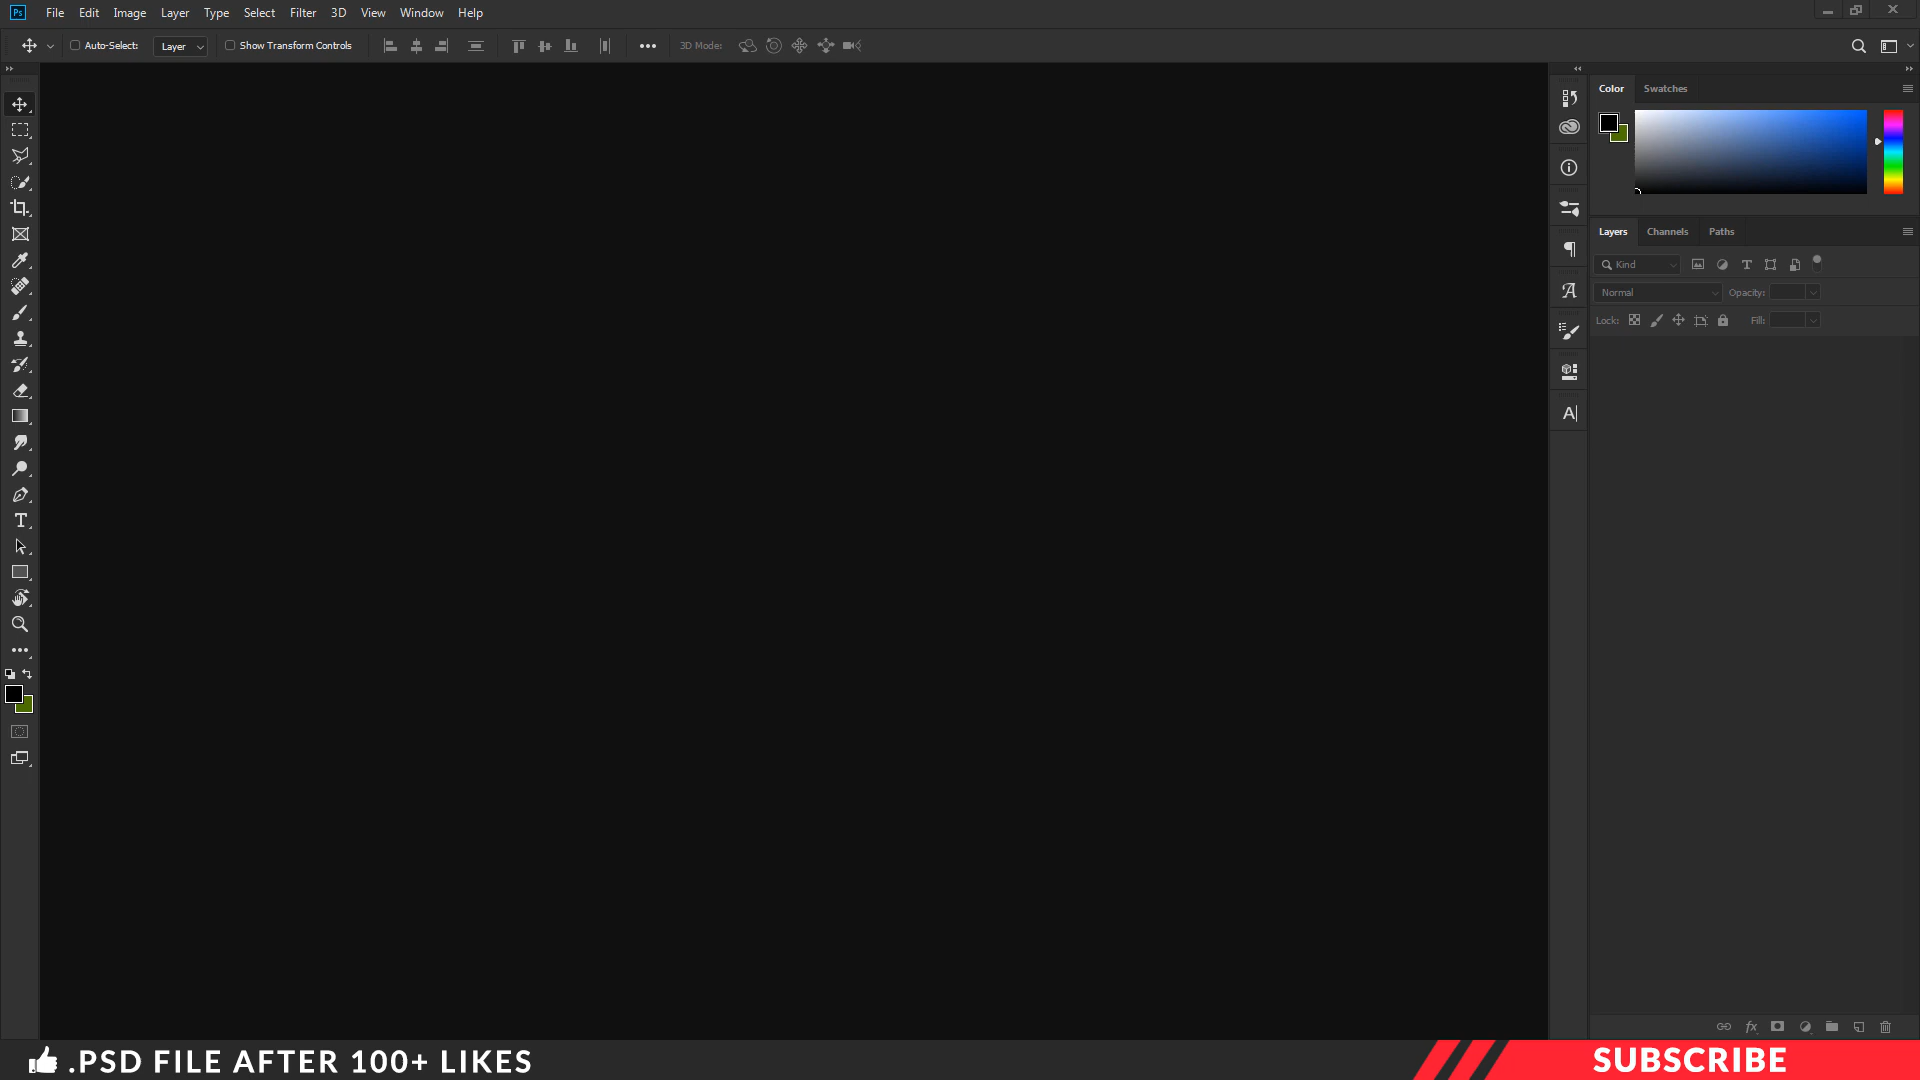 Ps File Edit Image Layer Type Select Filter 3D View Window Help
Auto-Select: Layer Show Transform Controls 3D Mode:
Color Swatches
Layers Channels Paths
Kind
Normal Opacity:
Lock: Fill:
.PSD FILE AFTER 100+ LIKES
SUBSCRIBE